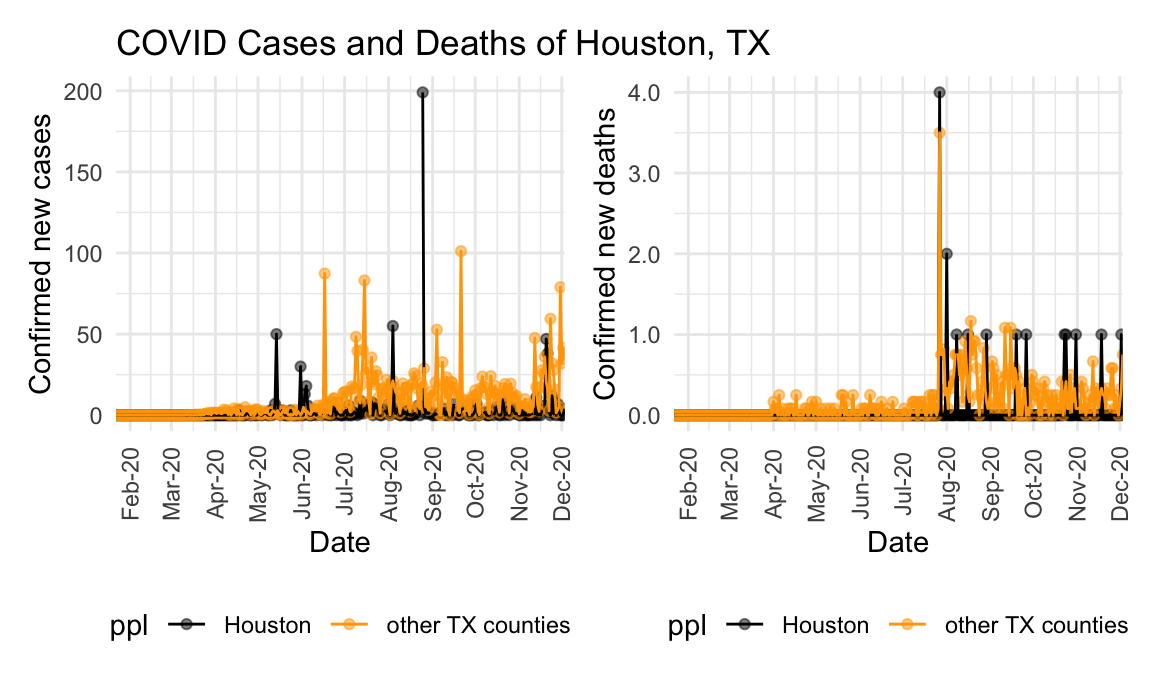 COVID Cases and Deaths of Houston, TX
Confirmed new cases
200
150
100
50
0
Feb-20
Mar-20
Apr-20
May-20
Jun-20
Jul-20
Aug-20
Sep-20
Oct-20
Nov-20
Dec-20
Date
ppl Houston other TX counties
Confirmed new deaths
4.0
3.0
2.0
1.0
0.0
Feb-20
Mar-20
Apr-20
May-20
Jun-20
Jul-20
Aug-20
Sep-20
Oct-20
Nov-20
Dec-20
Date
ppl Houston other TX counties